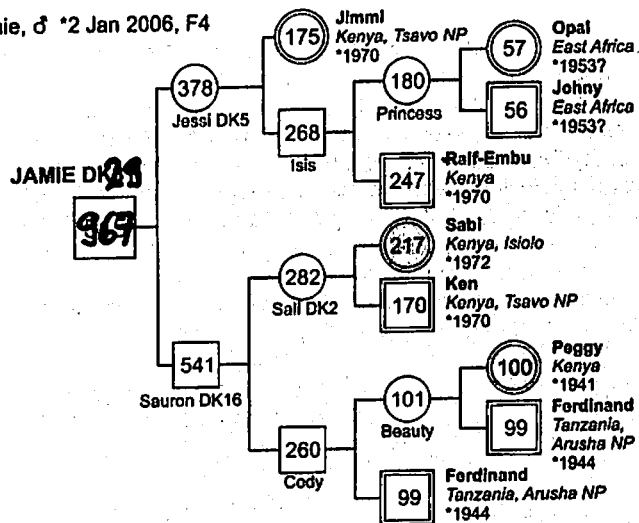 nie, ♂ *2 Jan 2006, F4
175
Jimmi
Kenya, Tsavo NP
*1970
57
Opal
East Africa
*1953?
378
Jessi DK5
180
Princess
56
Johny
East Africa
*1953?
268
Isis
JAMIE
967
247
Ralf-Embu
Kenya
*1970
217
Sabi
Kenya, Isiolo
*1972
282
Sali DK2
170
Ken
Kenya, Tsavo NP
*1970
541
Sauron DK16
100
Peggy
Kenya
*1941
101
Beauty
99
Ferdinand
Tanzania,
Arusha NP
*1944
260
Cody
99
Ferdinand
Tanzania, Arusha NP
*1944